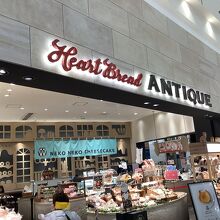 Heart Bread ANTIQUE
NEKO NEKO CHEESECAKE